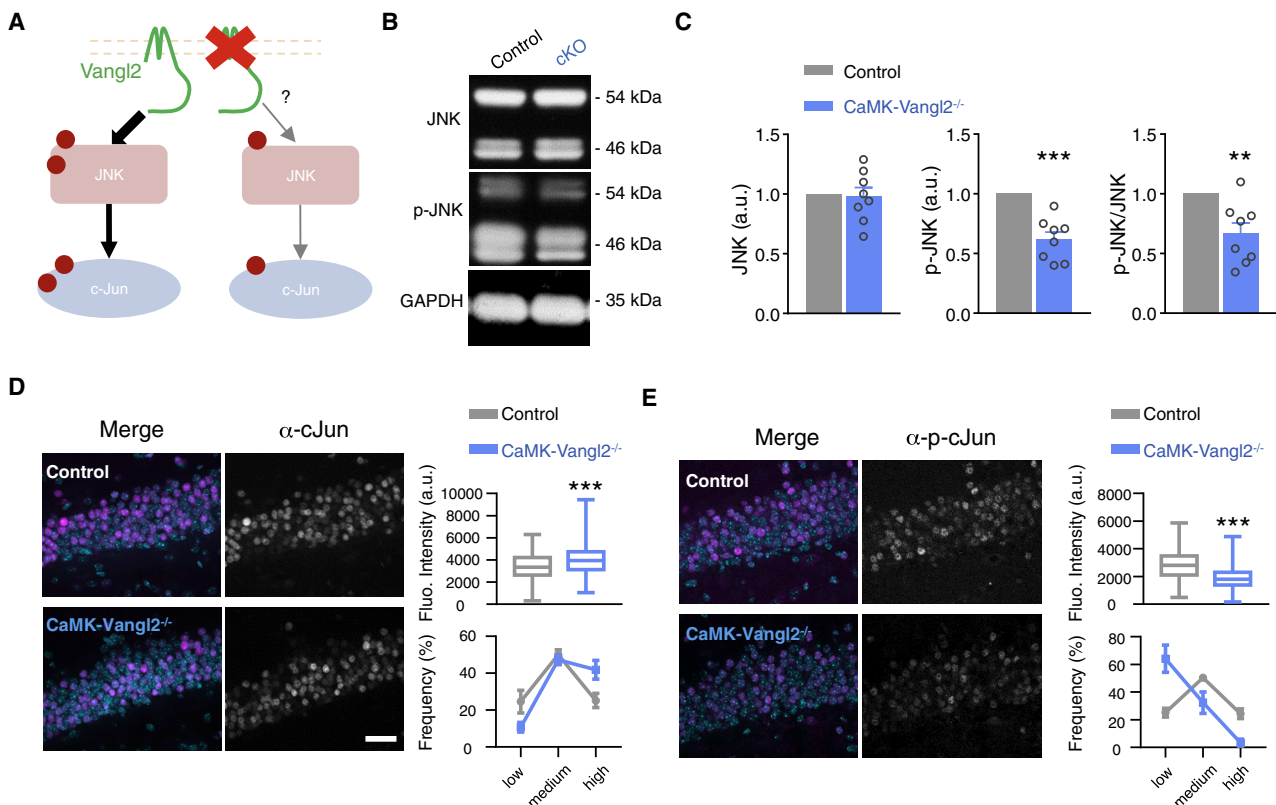 A
Vangl2
?
JNK
JNK
c-Jun
c-Jun
B
Control
cKO
JNK
- 54 kDa
- 46 kDa
p-JNK
- 54 kDa
- 46 kDa
GAPDH
- 35 kDa
C
Control
CaMK-Vangl2-/-
JNK (a.u.)
1.5
1.0
0.5
0.0
p-JNK (a.u.)
1.5
1.0
0.5
0.0
***
p-JNK/JNK
1.5
1.0
0.5
0.0
**
D
Merge
α-cJun
Control
CaMK-Vangl2-/-
Control
CaMK-Vangl2-/-
Fluo. Intensity (a.u.)
10000
8000
6000
4000
2000
0
***
Frequency (%)
60
40
20
0
low
medium
high
E
Merge
α-p-cJun
Control
CaMK-Vangl2-/-
Control
CaMK-Vangl2-/-
Fluo. Intensity (a.u.)
8000
6000
4000
2000
0
***
Frequency (%)
80
60
40
20
0
low
medium
high